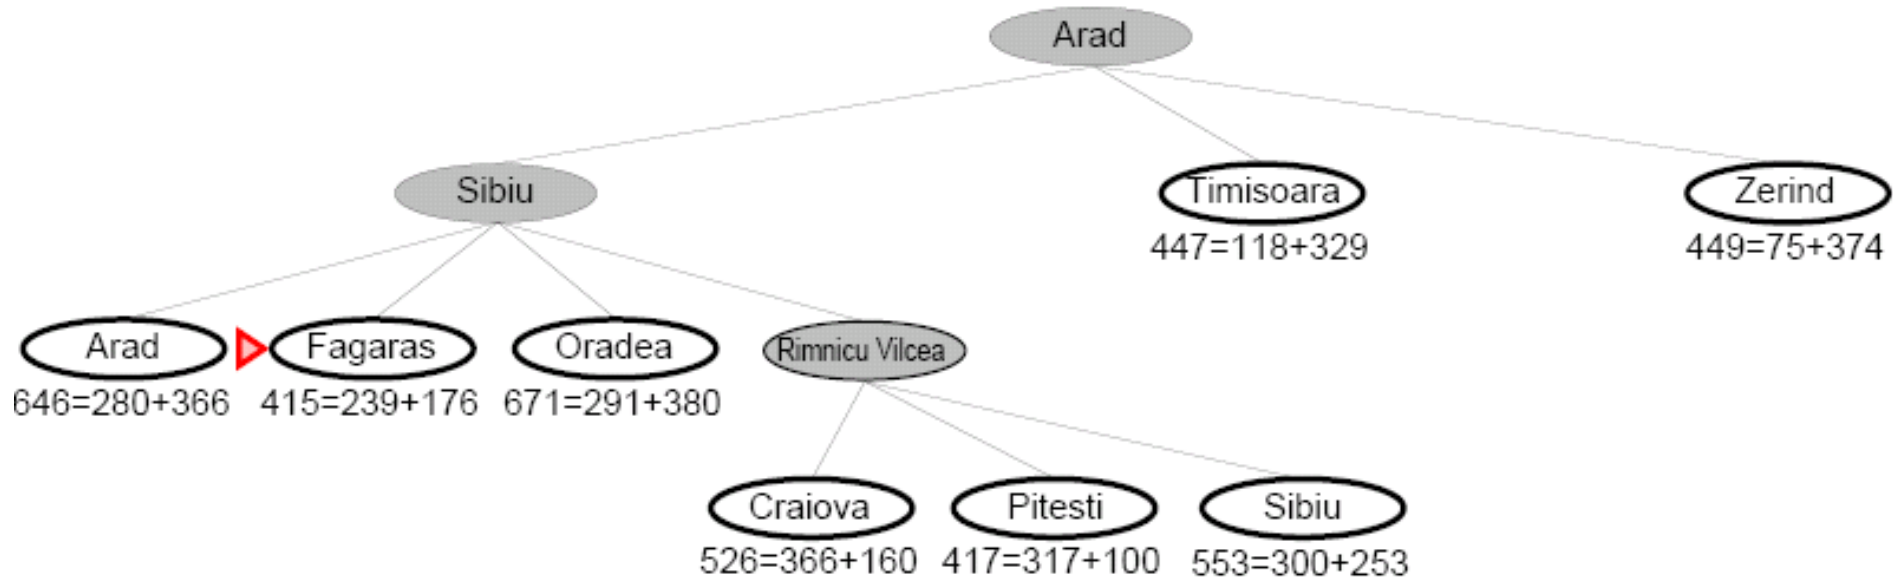 Arad
Sibiu
Timisoara
Zerind
447=118+329
449=75+374
Arad
Fagaras
Oradea
Rimnicu Vilcea
646=280+366
415=239+176
671=291+380
Craiova
Pitesti
Sibiu
526=366+160
417=317+100
553=300+253